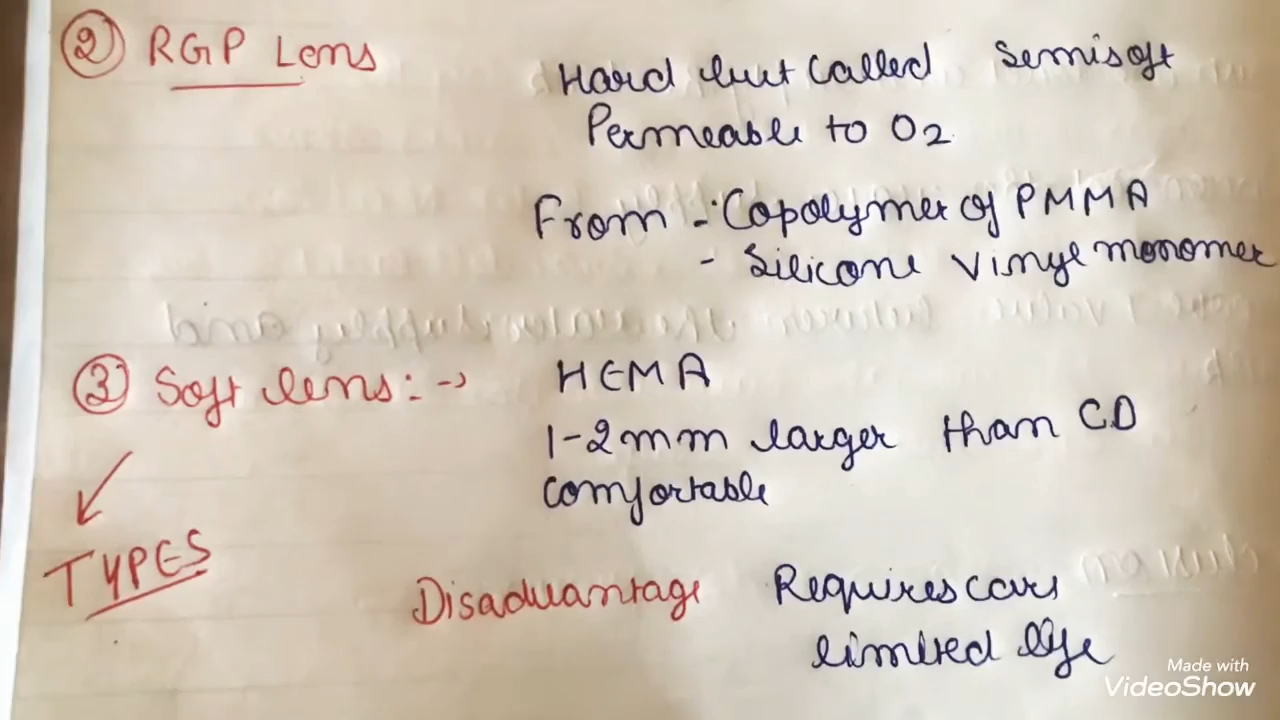 ② RGP Lens
Hard but called Semisoft
Permeable to O2
From - Copolymer of PMMA
- Silicone Vinyl monomer
③ Soft lens: →
HEMA
1-2mm larger than CD
comfortable
TYPES
Disadvantage Requires care
limited life
Made with
VideoShow